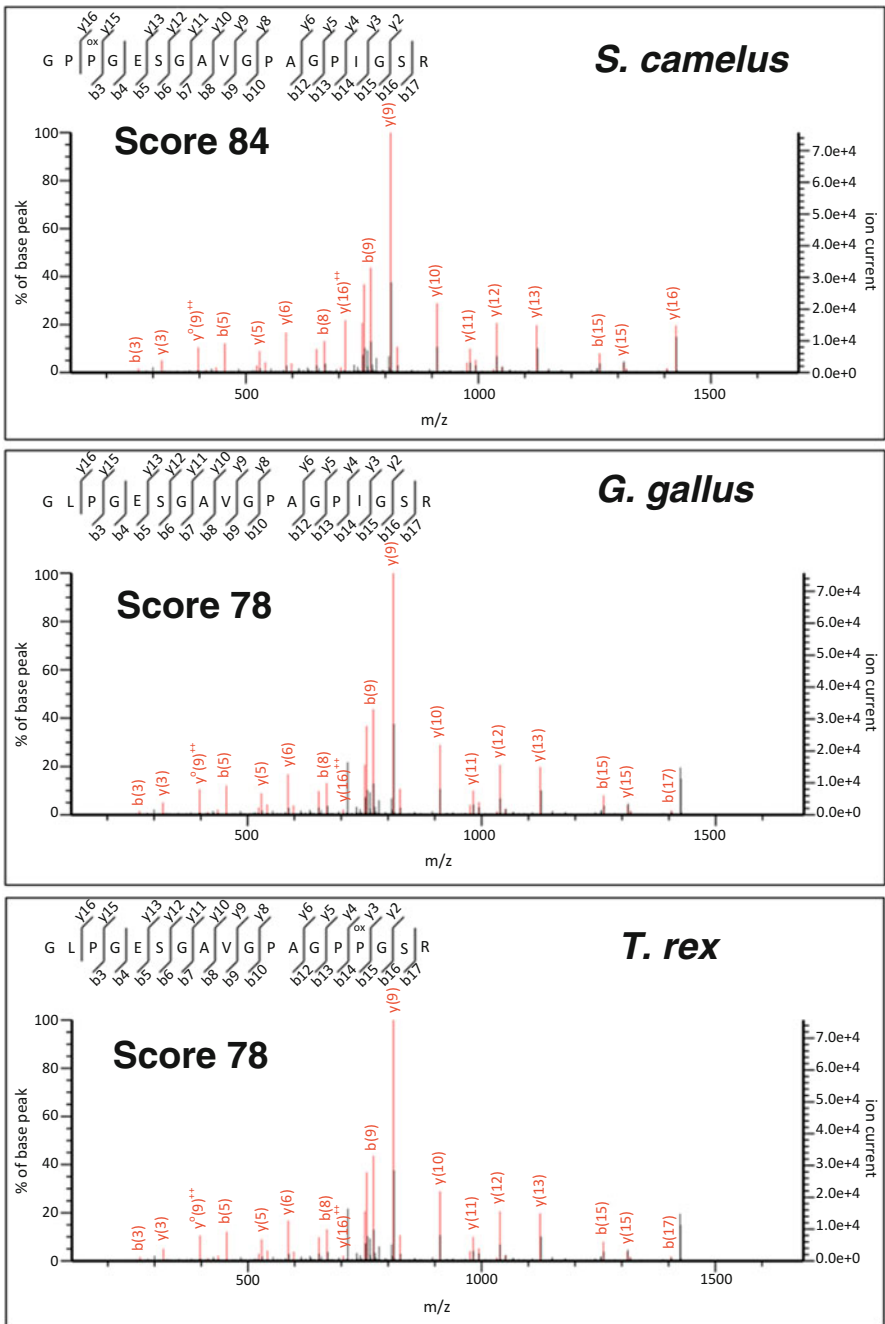 y16 y15 y13 y12 y11 y10 y9 y8 y6 y5 y4 y3 y2
ox
G P P G E S G A V G P A G P I G S R
b3 b4 b5 b6 b7 b8 b9 b10 b12 b13 b14 b15 b16 b17
S. camelus
Score 84
% of base peak
100
80
60
40
20
0
b(3) y(3) y⁰(9)⁺⁺ b(5) y(5) y(6) b(8) y(16)⁺⁺ b(9) y(9) y(10) y(11) y(12) y(13) b(15) y(15) y(16)
7.0e+4
6.0e+4
5.0e+4
4.0e+4
3.0e+4
2.0e+4
1.0e+4
0.0e+0
ion current
500 1000 1500
m/z
y16 y15 y13 y12 y11 y10 y9 y8 y6 y5 y4 y3 y2
G L P G E S G A V G P A G P I G S R
b3 b4 b5 b6 b7 b8 b9 b10 b12 b13 b14 b15 b16 b17
G. gallus
Score 78
% of base peak
100
80
60
40
20
0
b(3) y(3) y⁰(9)⁺⁺ b(5) y(5) y(6) b(8) y(16)⁺⁺ b(9) y(9) y(10) y(11) y(12) y(13) b(15) y(15) b(17)
7.0e+4
6.0e+4
5.0e+4
4.0e+4
3.0e+4
2.0e+4
1.0e+4
0.0e+0
ion current
500 1000 1500
m/z
y16 y15 y13 y12 y11 y10 y9 y8 y6 y5 y4 y3 y2
ox
G L P G E S G A V G P A G P P G S R
b3 b4 b5 b6 b7 b8 b9 b10 b12 b13 b14 b15 b16 b17
T. rex
Score 78
% of base peak
100
80
60
40
20
0
b(3) y(3) y⁰(9)⁺⁺ b(5) y(5) y(6) b(8) y(16)⁺⁺ b(9) y(9) y(10) y(11) y(12) y(13) b(15) y(15) b(17)
7.0e+4
6.0e+4
5.0e+4
4.0e+4
3.0e+4
2.0e+4
1.0e+4
0.0e+0
ion current
500 1000 1500
m/z